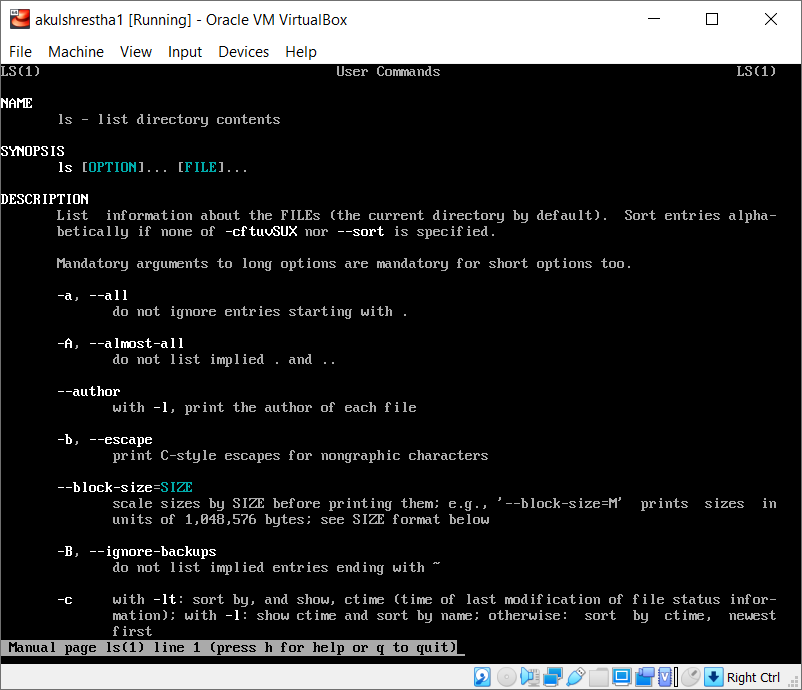 akulshrestha1 [Running] - Oracle VM VirtualBox
File Machine View Input Devices Help
LS(1) User Commands LS(1)
NAME
ls - list directory contents
SYNOPSIS
ls [OPTION]... [FILE]...
DESCRIPTION
List information about the FILEs (the current directory by default). Sort entries alpha-
betically if none of -cftuvSUX nor --sort is specified.
Mandatory arguments to long options are mandatory for short options too.
-a, --all
do not ignore entries starting with .
-A, --almost-all
do not list implied . and ..
--author
with -l, print the author of each file
-b, --escape
print C-style escapes for nongraphic characters
--block-size=SIZE
scale sizes by SIZE before printing them; e.g., '--block-size=M' prints sizes in
units of 1,048,576 bytes; see SIZE format below
-B, --ignore-backups
do not list implied entries ending with ~
-c with -lt: sort by, and show, ctime (time of last modification of file status infor-
mation); with -l: show ctime and sort by name; otherwise: sort by ctime, newest
first
Manual page ls(1) line 1 (press h for help or q to quit)
Right Ctrl